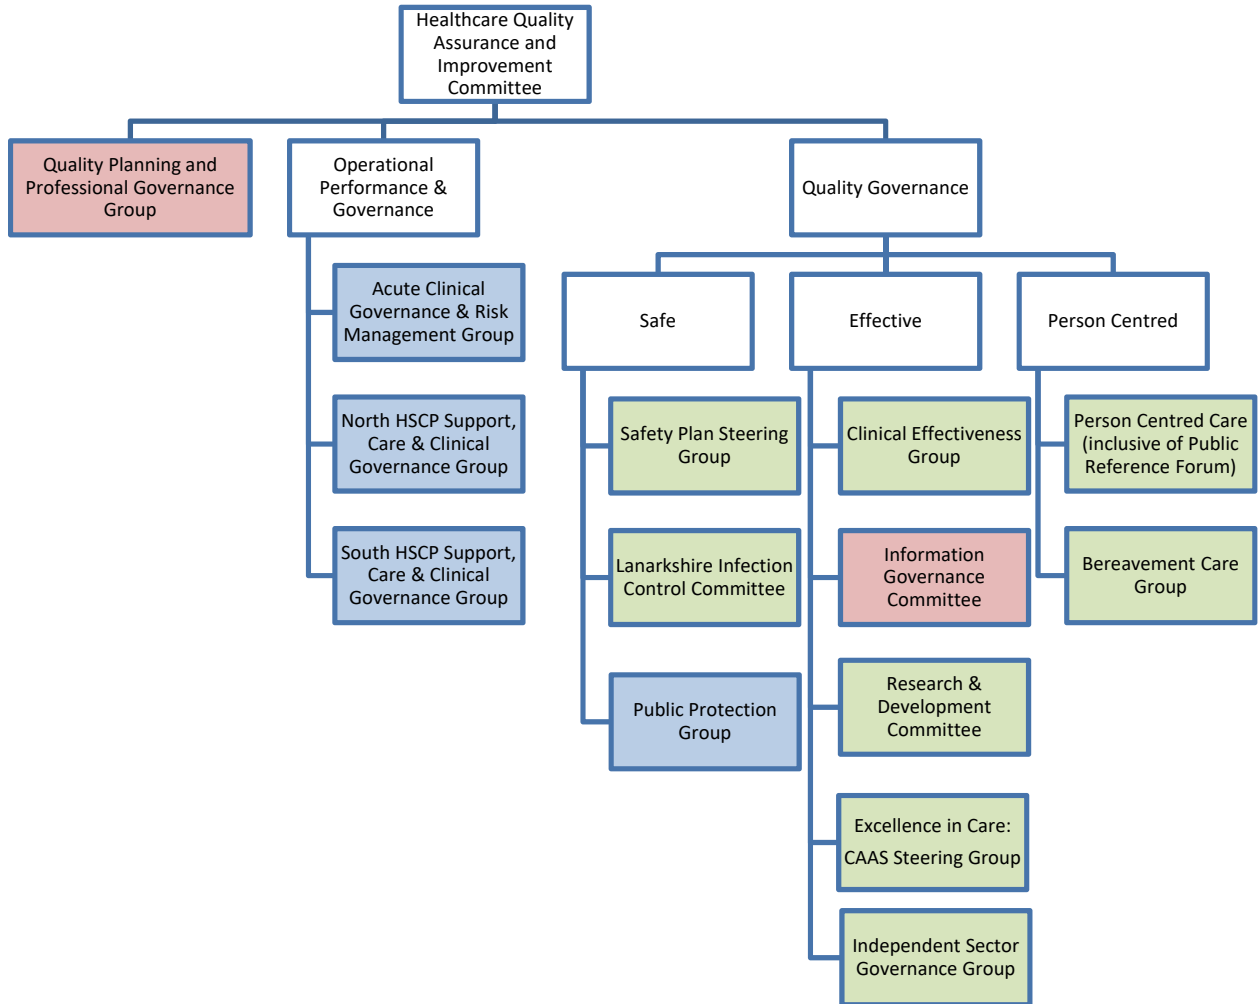 Healthcare Quality
Assurance and
Improvement
Committee
Quality Planning and
Professional Governance
Group
Operational
Performance &
Governance
Quality Governance
Acute Clinical
Governance & Risk
Management Group
North HSCP Support,
Care & Clinical
Governance Group
South HSCP Support,
Care & Clinical
Governance Group
Safe
Effective
Person Centred
Safety Plan Steering
Group
Lanarkshire Infection
Control Committee
Public Protection
Group
Clinical Effectiveness
Group
Information
Governance
Committee
Research &
Development
Committee
Excellence in Care:
CAAS Steering Group
Independent Sector
Governance Group
Person Centred Care
(inclusive of Public
Reference Forum)
Bereavement Care
Group